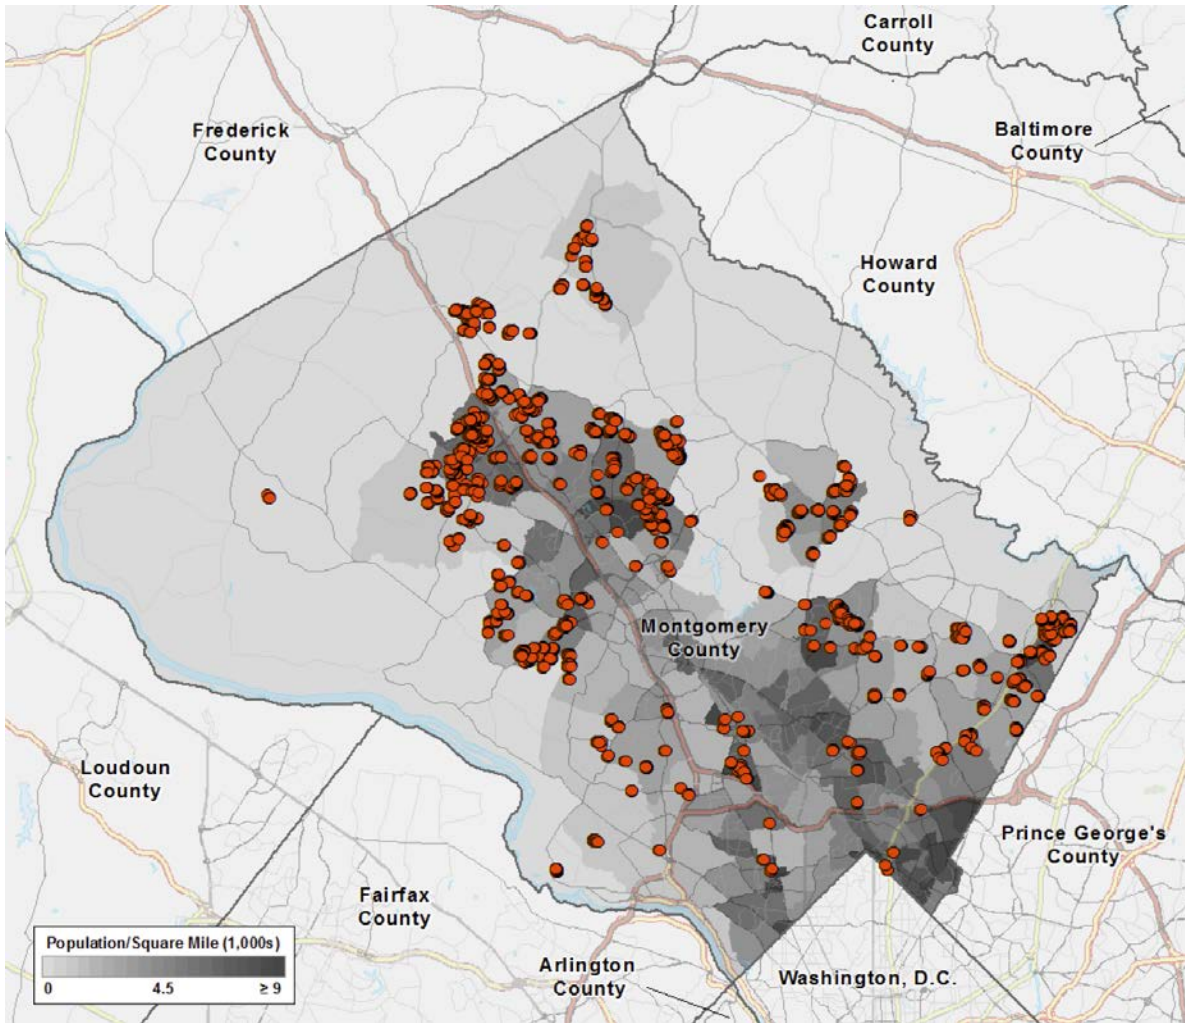 Carroll
County
Frederick
County
Baltimore
County
Howard
County
Montgomery
County
Loudoun
County
Prince George's
County
Fairfax
County
Population/Square Mile (1,000s)
0 4.5 ≥ 9
Arlington
County
Washington, D.C.